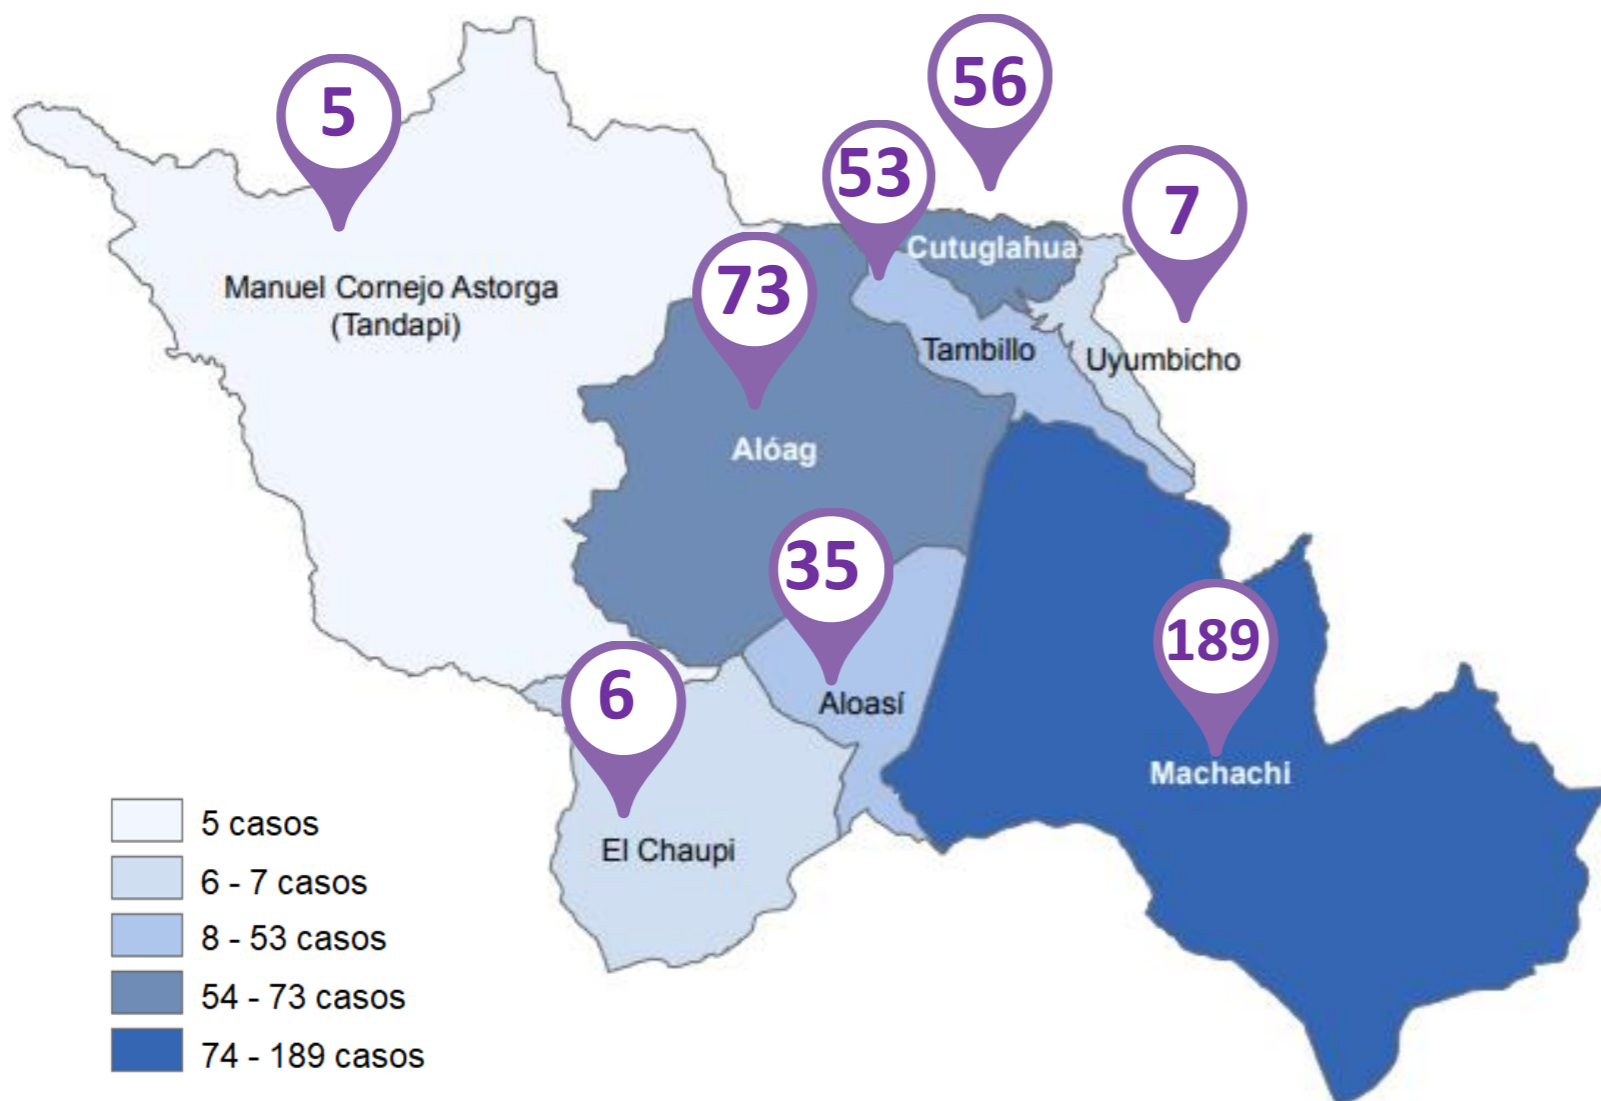 56
5
53
7
Cutuglahua
73
Manuel Cornejo Astorga
(Tandapi)
Tambillo
Uyumbicho
Alóag
35
189
6
Aloasí
Machachi
El Chaupi
5 casos
6 - 7 casos
8 - 53 casos
54 - 73 casos
74 - 189 casos